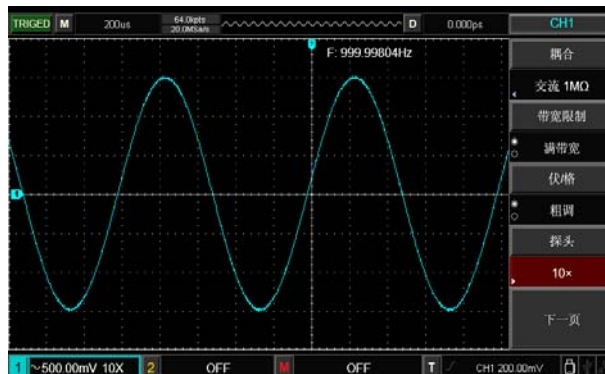 TRIGED M 200us 64.0kpts D 0.000ps CH1
20.0MSa/s
F: 999.99804Hz
耦合
交流 1MΩ
带宽限制
满带宽
伏/格
粗调
探头
10×
下一页
1
1 ~500.00mV 10X 2 OFF M OFF T CH1 200.00mV